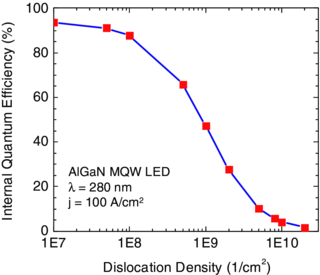 100
80
60
40
20
0
Internal Quantum Efficiency (%)
AlGaN MQW LED
λ = 280 nm
j = 100 A/cm²
1E7 1E8 1E9 1E10
Dislocation Density (1/cm²)